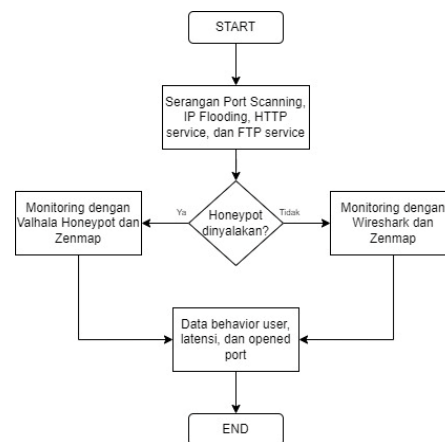 START
Serangan Port Scanning,
IP Flooding, HTTP
service, dan FTP service
Ya
Honeypot
dinyalakan?
Tidak
Monitoring dengan
Valhala Honeypot dan
Zenmap
Monitoring dengan
Wireshark dan
Zenmap
Data behavior user,
latensi, dan opened
port
END